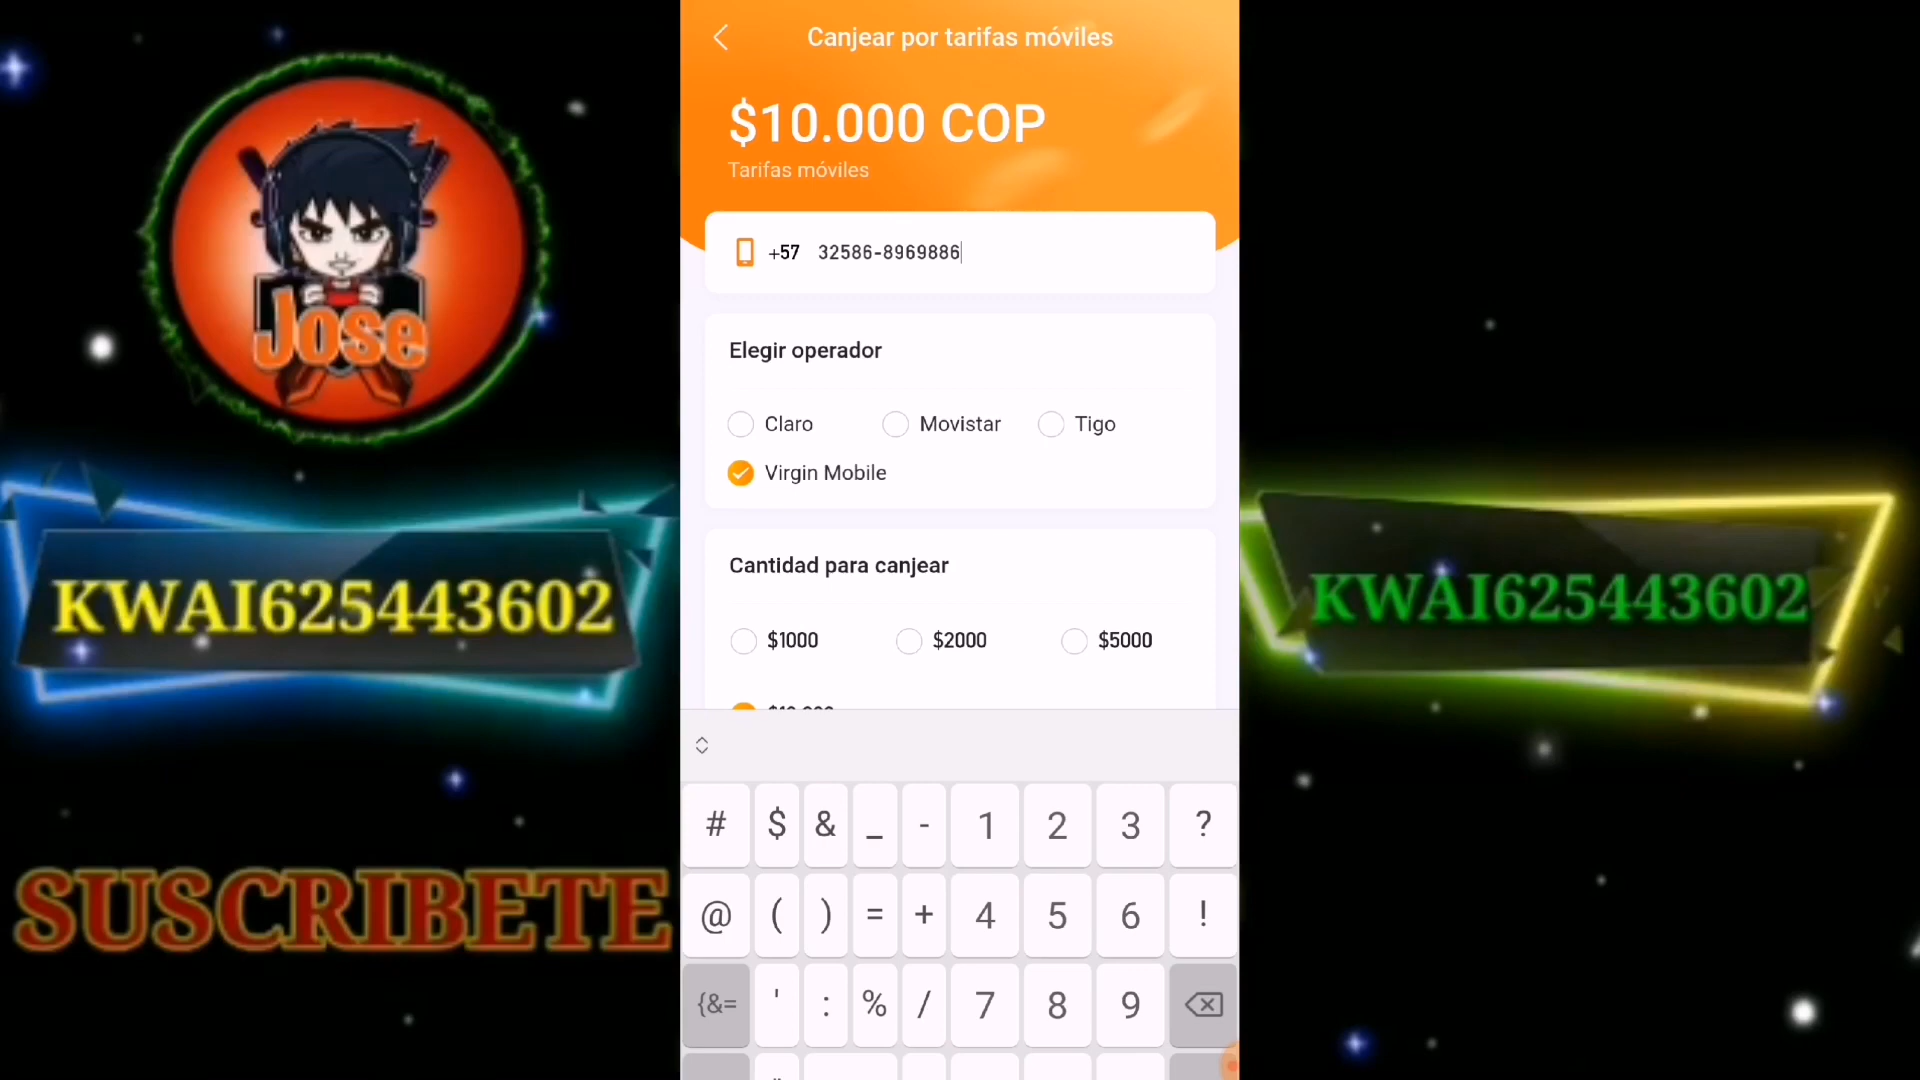 Jose
KWAI625443602
SUSCRIBETE
Canjear por tarifas móviles
$10.000 COP
Tarifas móviles
+57 32586-8969886
Elegir operador
Claro Movistar Tigo
Virgin Mobile
Cantidad para canjear
$1000 $2000 $5000
$10.000
# $ & _ - 1 2 3 ?
@ ( ) = + 4 5 6 !
{&= ' : % / 7 8 9
KWAI625443602